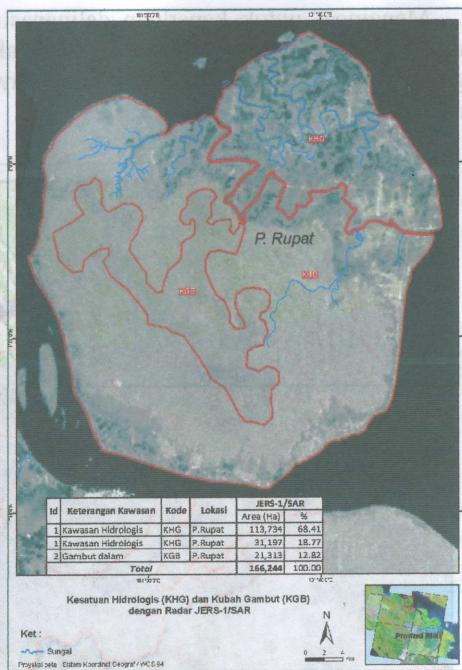 KHG
P. Rupat
KHG
KGB
Id Keterangan Kawasan Kode Lokasi JERS-1/SAR
Area (Ha) %
1 Kawasan Hidrologis KHG P.Rupat 113,734 68.41
1 Kawasan Hidrologis KHG P.Rupat 31,197 18.77
2 Gambut dalam KGB P.Rupat 21,313 12.82
Total 166,244 100.00
Kesatuan Hidrologis (KHG) dan Kubah Gambut (KGB)
dengan Radar JERS-1/SAR
N
Ket :
Sungai
0 2 4
Provinsi RIAU